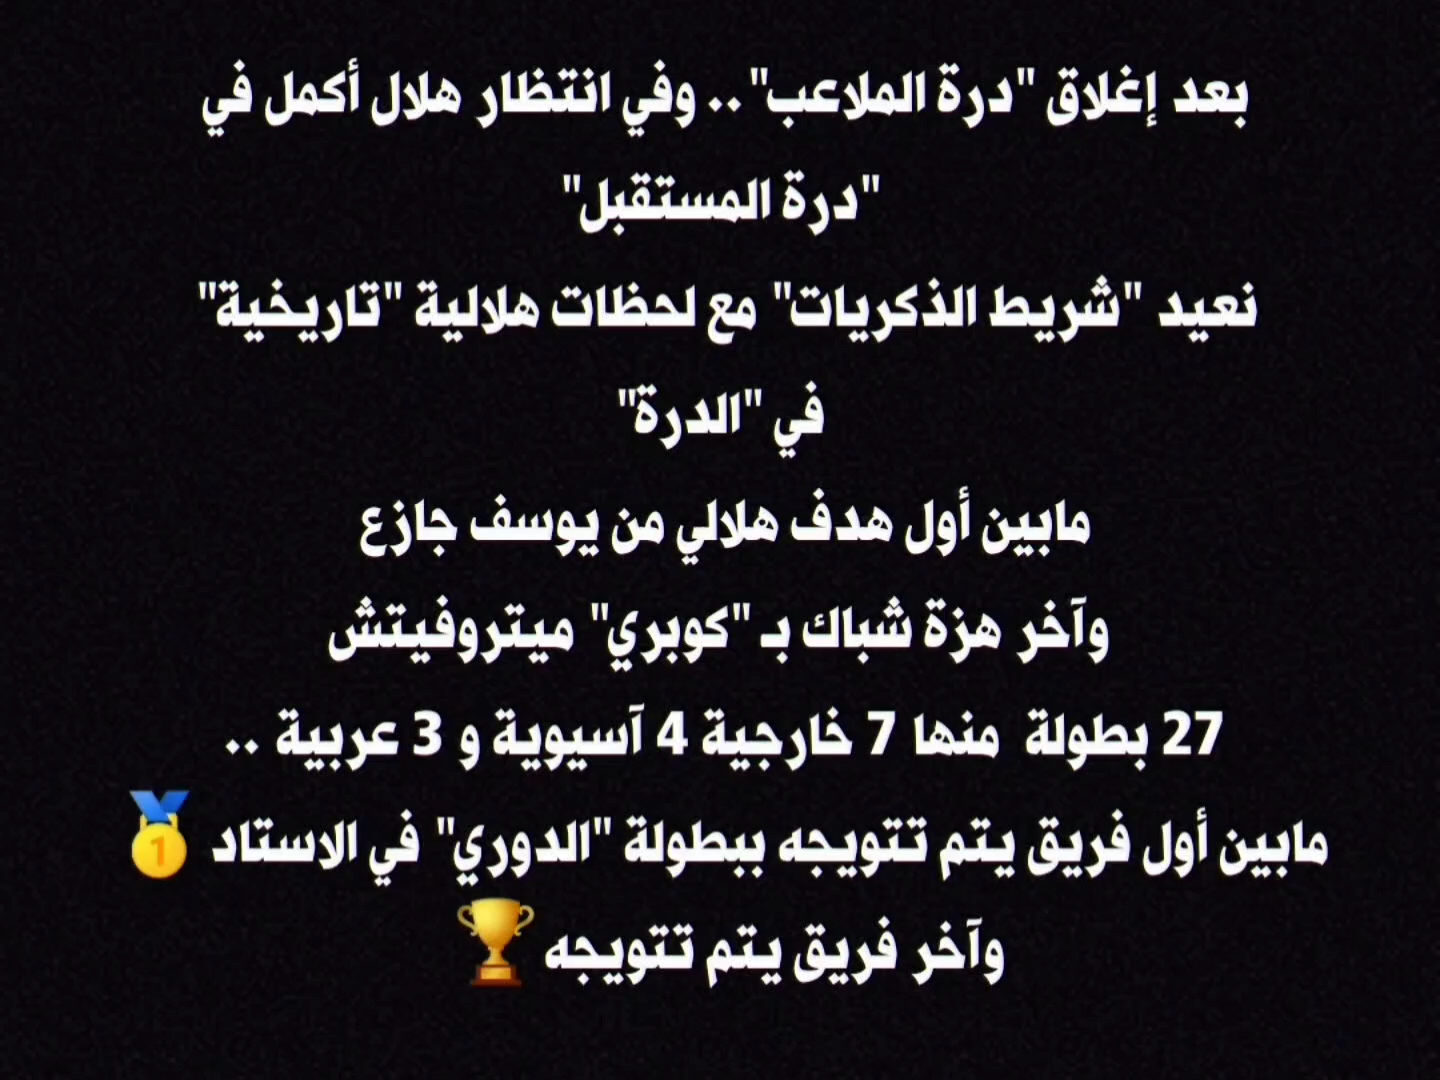 بعد إغلاق "درة الملاعب" .. وفي انتظار هلال أكمل في
"درة المستقبل"
نعيد "شريط الذكريات" مع لحظات هلالية "تاريخية"
في "الدرة"
مابين أول هدف هلالي من يوسف جازع
وآخر هزة شباك بـ "كوبري" ميتروفيتش
27 بطولة منها 7 خارجية 4 آسيوية و 3 عربية ..
مابين أول فريق يتم تتويجه ببطولة "الدوري" في الاستاد 🥇
وآخر فريق يتم تتويجه 🏆